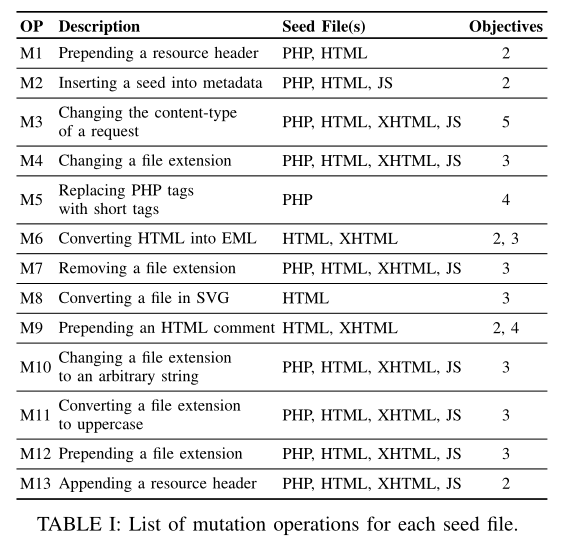 OP Description Seed File(s) Objectives
M1 Prepending a resource header PHP, HTML 2
M2 Inserting a seed into metadata PHP, HTML, JS 2
M3 Changing the content-type
of a request PHP, HTML, XHTML, JS 5
M4 Changing a file extension PHP, HTML, XHTML, JS 3
M5 Replacing PHP tags
with short tags PHP 4
M6 Converting HTML into EML HTML, XHTML 2, 3
M7 Removing a file extension PHP, HTML, XHTML, JS 3
M8 Converting a file in SVG HTML 3
M9 Prepending an HTML comment HTML, XHTML 2, 4
M10 Changing a file extension
to an arbitrary string PHP, HTML, XHTML, JS 3
M11 Converting a file extension
to uppercase PHP, HTML, XHTML, JS 3
M12 Prepending a file extension PHP, HTML, XHTML, JS 3
M13 Appending a resource header PHP, HTML, XHTML, JS 2
TABLE I: List of mutation operations for each seed file.